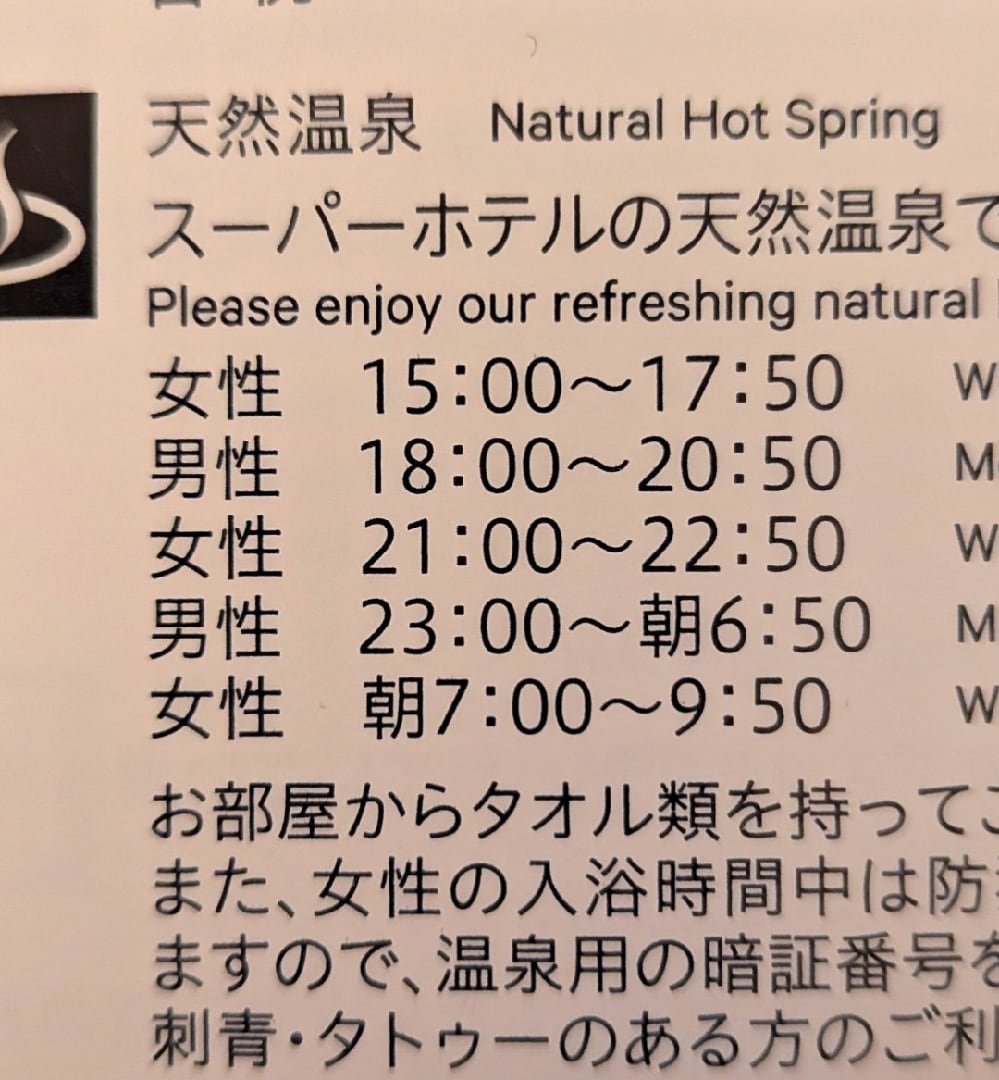 天然温泉 Natural Hot Spring
スーパーホテルの天然温泉で
Please enjoy our refreshing natural
女性 15:00〜17:50 W
男性 18:00〜20:50 M
女性 21:00〜22:50 W
男性 23:00〜朝6:50 M
女性 朝7:00〜9:50 W
お部屋からタオル類を持ってこ
また、女性の入浴時間中は防
ますので、温泉用の暗証番号を
刺青・タトゥーのある方のご利